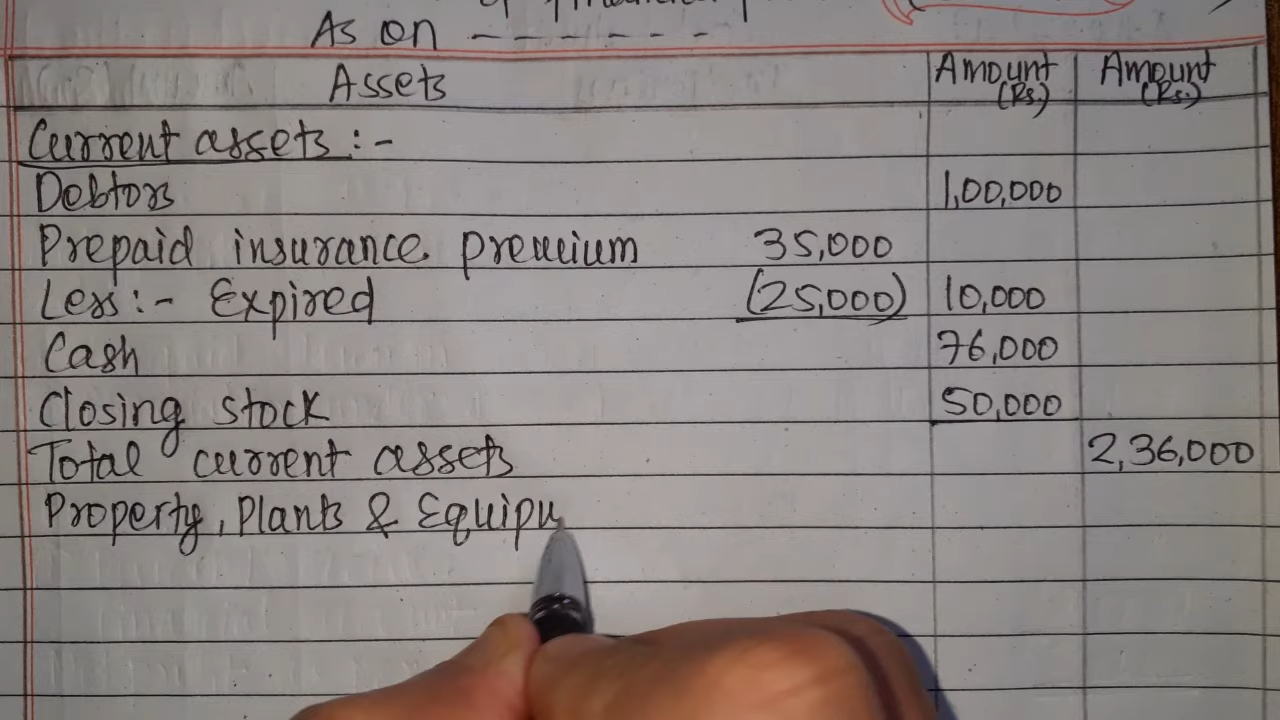 As on - - - - - -
Assets Amount (Rs.) Amount (Rs.)
Current assets :-
Debtors 1,00,000
Prepaid insurance premium 35,000
Less :- Expired (25,000) 10,000
Cash 76,000
Closing stock 50,000
Total current assets 2,36,000
Property, Plants & Equip